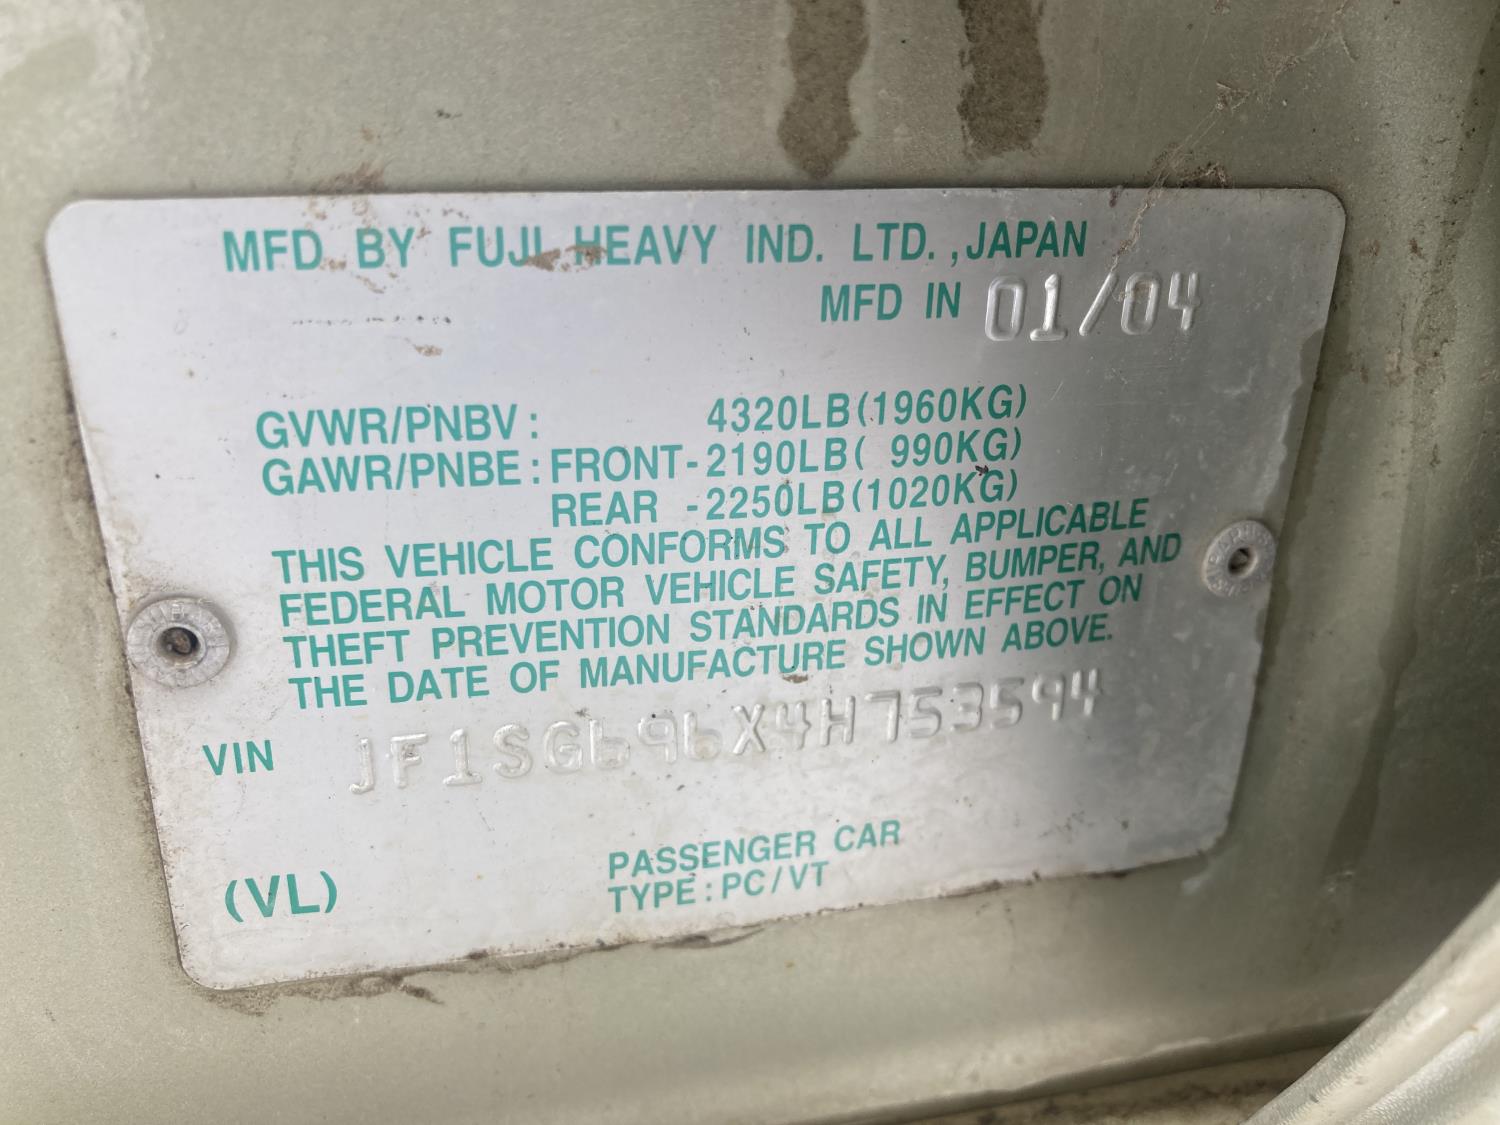 MFD BY FUJI HEAVY IND. LTD.,JAPAN
MFD IN 01/04
GVWR/PNBV: 4320LB(1960KG)
GAWR/PNBE:FRONT-2190LB( 990KG)
REAR -2250LB(1020KG)
THIS VEHICLE CONFORMS TO ALL APPLICABLE
FEDERAL MOTOR VEHICLE SAFETY, BUMPER, AND
THEFT PREVENTION STANDARDS IN EFFECT ON
THE DATE OF MANUFACTURE SHOWN ABOVE.
VIN JF1SG696X4H753594
PASSENGER CAR
(VL) TYPE:PC/VT